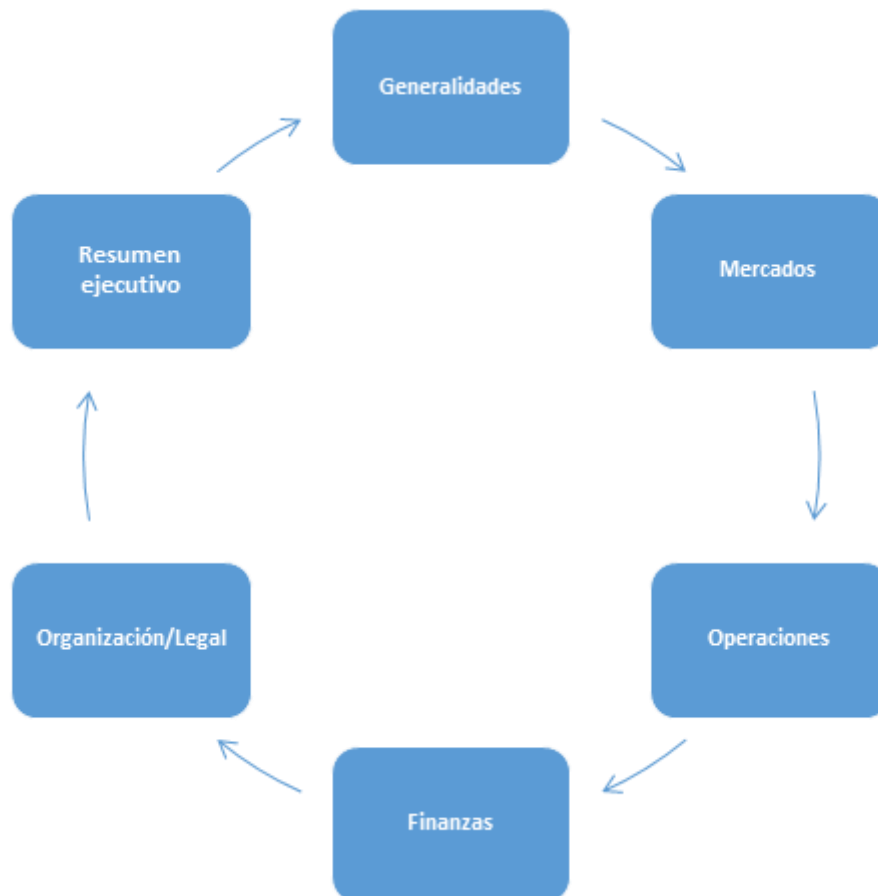 Generalidades
Mercados
Operaciones
Finanzas
Organización/Legal
Resumen
ejecutivo